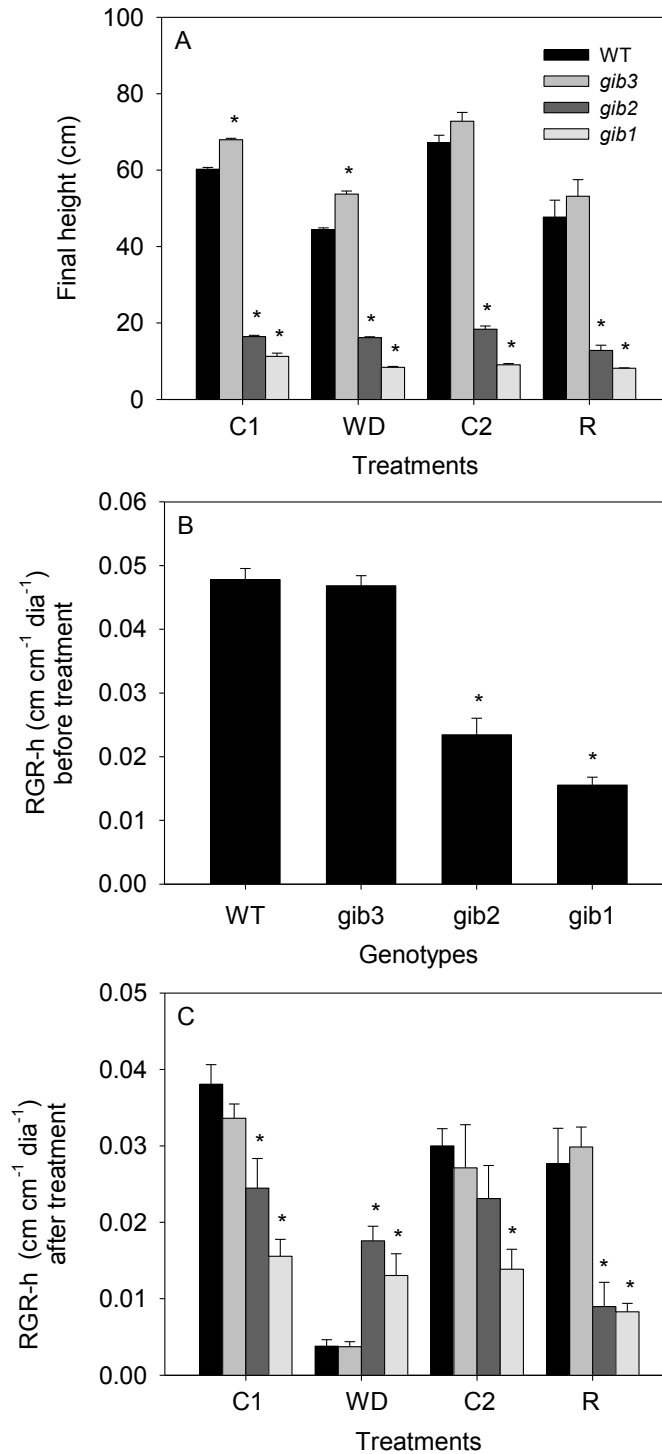 A
WT
gib3
gib2
gib1
Final height (cm)
100
80
60
40
20
0
* * * * * * * * * *
C1 WD C2 R
Treatments
B
RGR-h (cm cm⁻¹ dia⁻¹)
before treatment
0.06
0.05
0.04
0.03
0.02
0.01
0.00
* *
WT gib3 gib2 gib1
Genotypes
C
RGR-h (cm cm⁻¹ dia⁻¹)
after treatment
0.05
0.04
0.03
0.02
0.01
0.00
* * * * * * *
C1 WD C2 R
Treatments